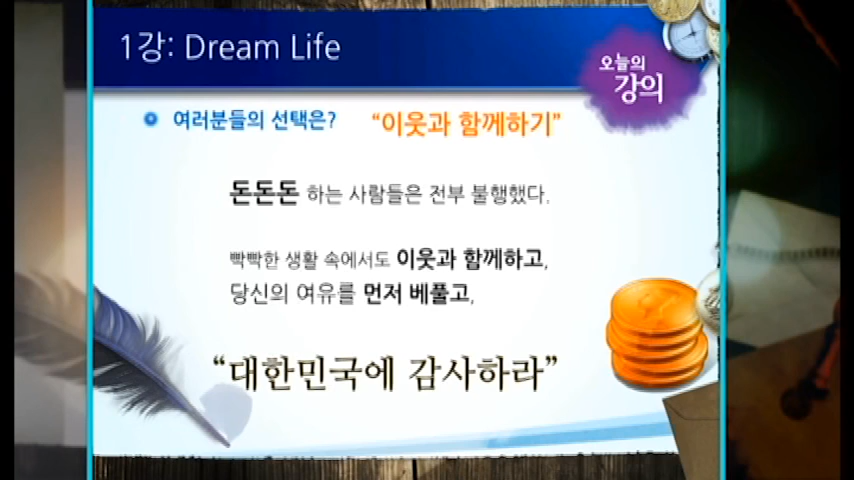 1강: Dream Life
오늘의
강의
여러분들의 선택은? “이웃과 함께하기”
돈돈돈 하는 사람들은 전부 불행했다.
빡빡한 생활 속에서도 이웃과 함께하고,
당신의 여유를 먼저 베풀고,
“대한민국에 감사하라”